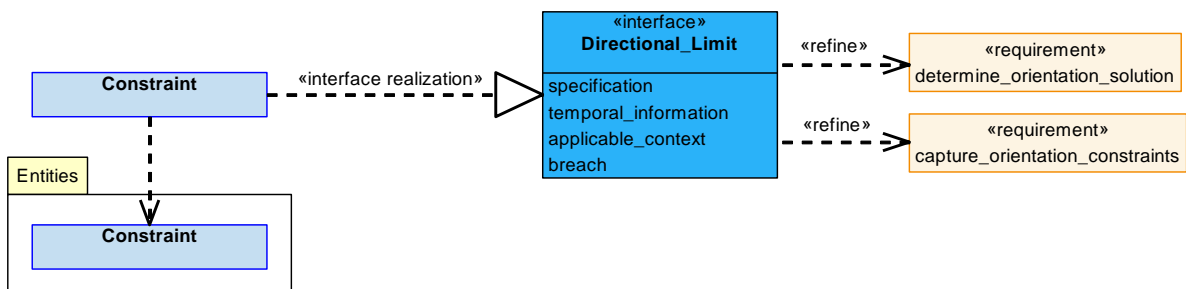 «interface»
Directional_Limit
specification
temporal_information
applicable_context
breach
Constraint
«interface realization»
«refine»
«requirement»
determine_orientation_solution
«refine»
«requirement»
capture_orientation_constraints
Entities
Constraint